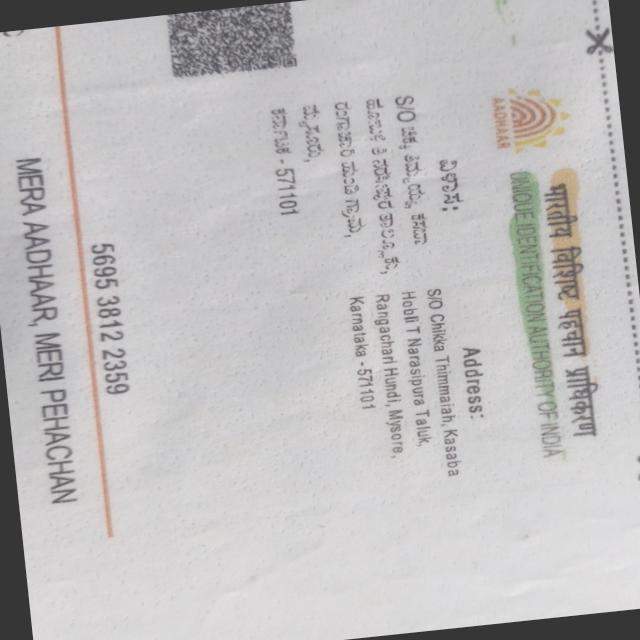 भारतीय विशिष्ट पहचान प्राधिकरण
UNIQUE IDENTIFICATION AUTHORITY OF INDIA
AADHAAR
ವಿಳಾಸ:
S/O ಚಿಕ್ಕ ತಿಮ್ಮಯ್ಯ, ಕಸಬಾ
ಹೋಬಳಿ ತಿ ನರಸೀಪುರ ತಾಲ್ಲೂಕ್,
ರಂಗಾಚಾರಿ ಹುಂಡಿ ಗ್ರಾಮ,
ಮೈಸೂರು,
ಕರ್ನಾಟಕ - 571101
Address:
S/O Chikka Thimmaiah, Kasaba
Hobli T Narasipura Taluk,
Rangachari Hundi, Mysore,
Karnataka - 571101
5695 3812 2359
MERA AADHAAR, MERI PEHACHAN